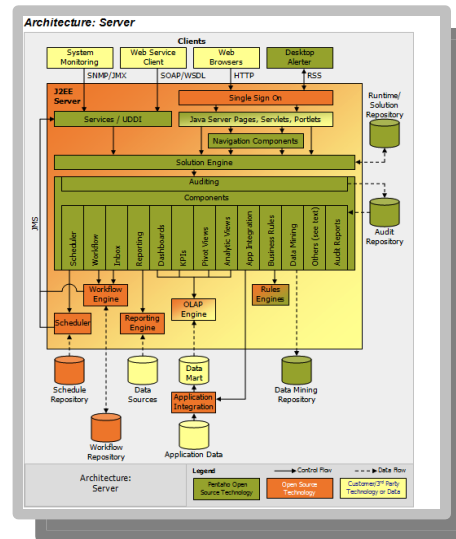 Architecture: Server
Clients
System
Monitoring
Web Service
Client
Web
Browsers
Desktop
Alerter
SNMP/JMX
SOAP/WSDL
HTTP
RSS
J2EE
Server
Single Sign On
Runtime/
Solution
Repository
Services / UDDI
Java Server Pages, Servlets, Portlets
Navigation Components
Solution Engine
Auditing
Components
Audit
Repository
JMS
Scheduler
Workflow
Inbox
Reporting
Dashboards
KPIs
Pivot Views
Analytic Views
App Integration
Business Rules
Data Mining
Others (see text)
Audit Reports
Workflow
Engine
OLAP
Engine
Rules
Engines
Scheduler
Reporting
Engine
Schedule
Repository
Data
Sources
Data
Mart
Data Mining
Repository
Application
Integration
Workflow
Repository
Application Data
Architecture:
Server
Legend
Control Flow
Data Flow
Pentaho Open
Source Technology
Open Source
Technology
Customer/3rd Party
Technology or Data